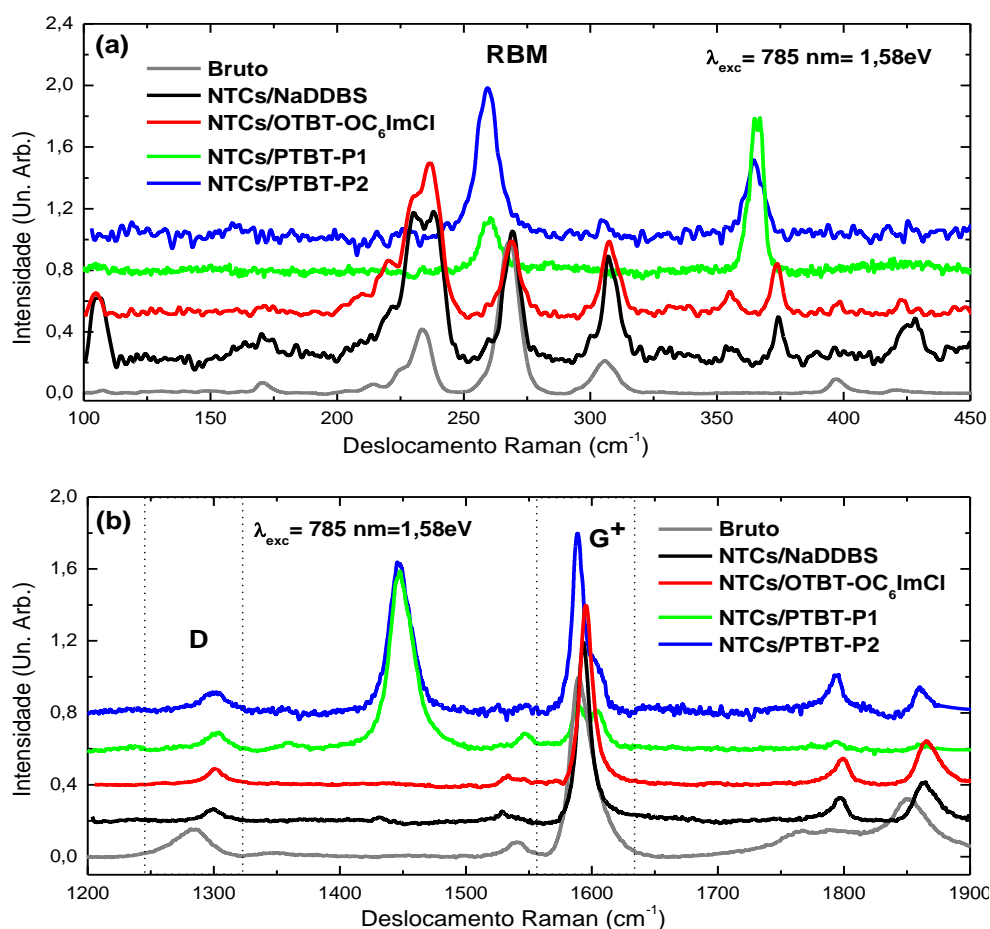 (a)
RBM
λexc= 785 nm= 1,58eV
Bruto
NTCs/NaDDBS
NTCs/OTBT-OC6ImCl
NTCs/PTBT-P1
NTCs/PTBT-P2
Intensidade (Un. Arb.)
2,4
2,0
1,6
1,2
0,8
0,4
0,0
100 150 200 250 300 350 400 450
Deslocamento Raman (cm-1)
(b)
λexc= 785 nm=1,58eV
G+
D
Bruto
NTCs/NaDDBS
NTCs/OTBT-OC6ImCl
NTCs/PTBT-P1
NTCs/PTBT-P2
Intensidade (Un. Arb.)
2,0
1,6
1,2
0,8
0,4
0,0
1200 1300 1400 1500 1600 1700 1800 1900
Deslocamento Raman (cm-1)